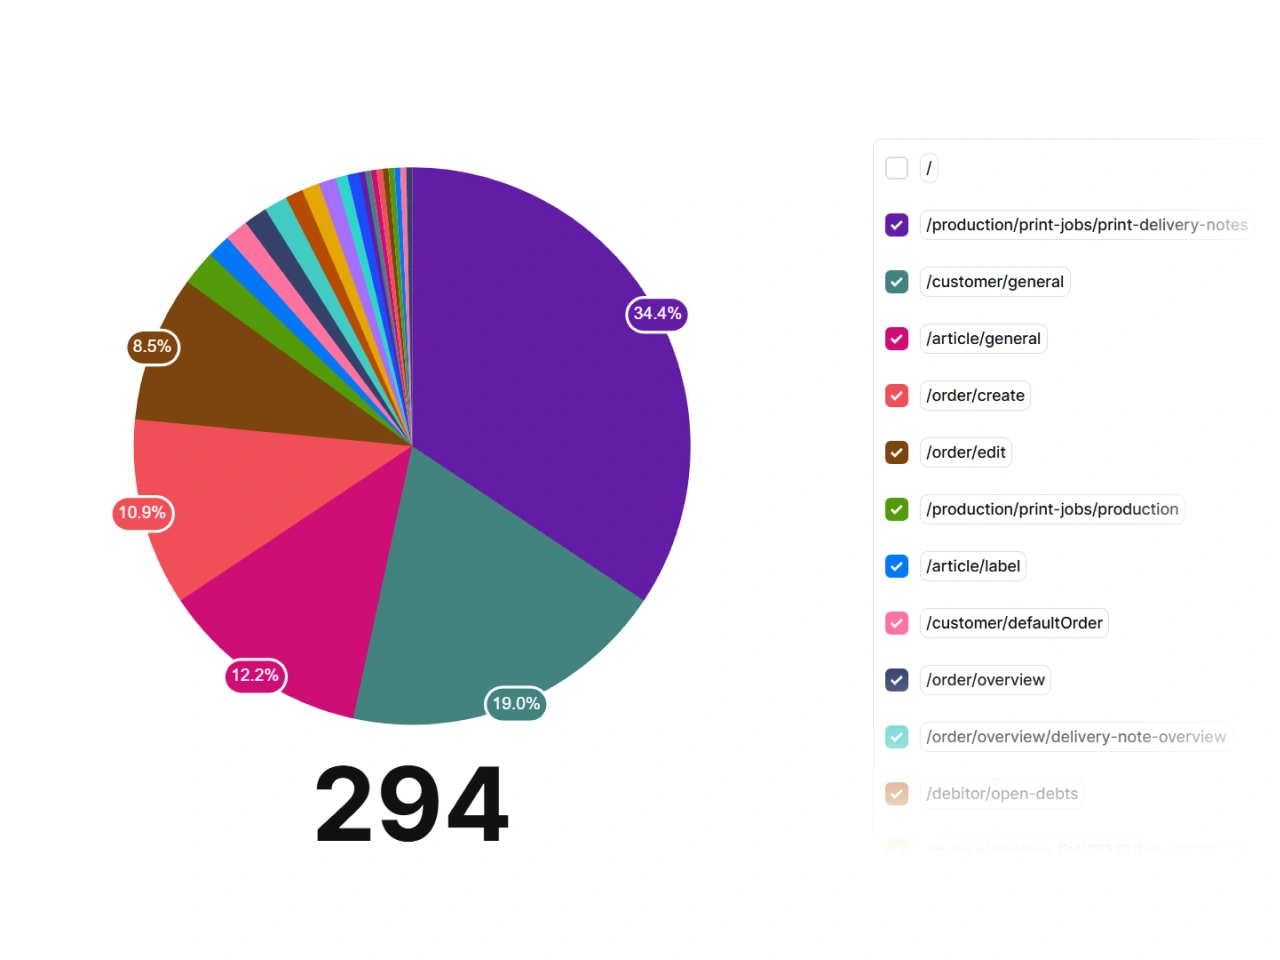 34.4%
8.5%
10.9%
12.2%
19.0%
294
/
/production/print-jobs/print-delivery-notes
/customer/general
/article/general
/order/create
/order/edit
/production/print-jobs/production
/article/label
/customer/defaultOrder
/order/overview
/order/overview/delivery-note-overview
/debitor/open-debts